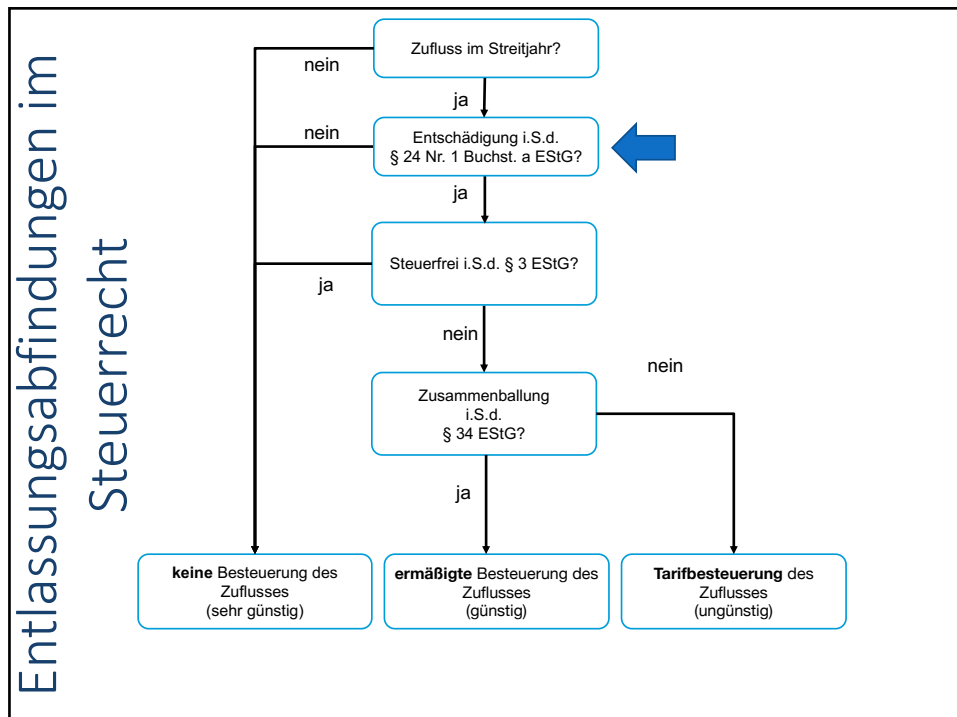 Entlassungsabfindungen im
Steuerrecht
Zufluss im Streitjahr?
nein
ja
nein
Entschädigung i.S.d.
§ 24 Nr. 1 Buchst. a EStG?
ja
Steuerfrei i.S.d. § 3 EStG?
ja
nein
nein
Zusammenballung
i.S.d.
§ 34 EStG?
ja
keine Besteuerung des
Zuflusses
(sehr günstig)
ermäßigte Besteuerung des
Zuflusses
(günstig)
Tarifbesteuerung des
Zuflusses
(ungünstig)